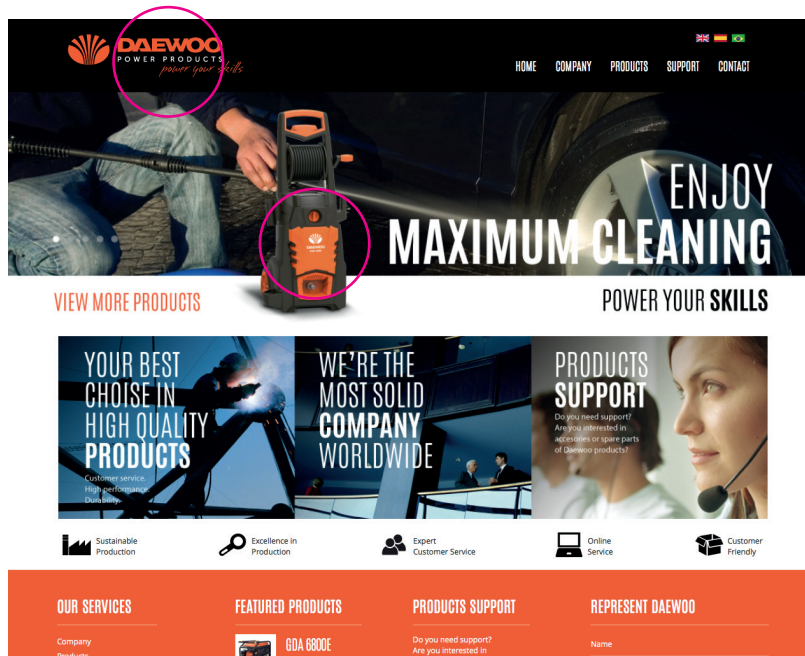 DAEWOO
POWER PRODUCTS
power your skills
HOME COMPANY PRODUCTS SUPPORT CONTACT
ENJOY
MAXIMUM CLEANING
DAEWOO
VIEW MORE PRODUCTS
POWER YOUR SKILLS
YOUR BEST
CHOISE IN
HIGH QUALITY
PRODUCTS
Customer service.
High performance.
Durability.
WE'RE THE
MOST SOLID
COMPANY
WORLDWIDE
PRODUCTS
SUPPORT
Do you need support?
Are you interested in
accesories or spare parts
of Daewoo products?
Sustainable
Production
Excellence in
Production
Expert
Customer Service
Online
Service
Customer
Friendly
OUR SERVICES
Company
Products
FEATURED PRODUCTS
GDA 6800E
PRODUCTS SUPPORT
Do you need support?
Are you interested in
REPRESENT DAEWOO
Name